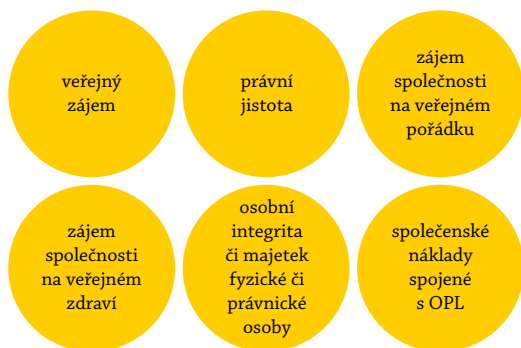 veřejný
zájem
právní
jistota
zájem
společnosti
na veřejném
pořádku
zájem
společnosti
na veřejném
zdraví
osobní
integrita
či majetek
fyzické či
právnické
osoby
společenské
náklady
spojené
s OPL